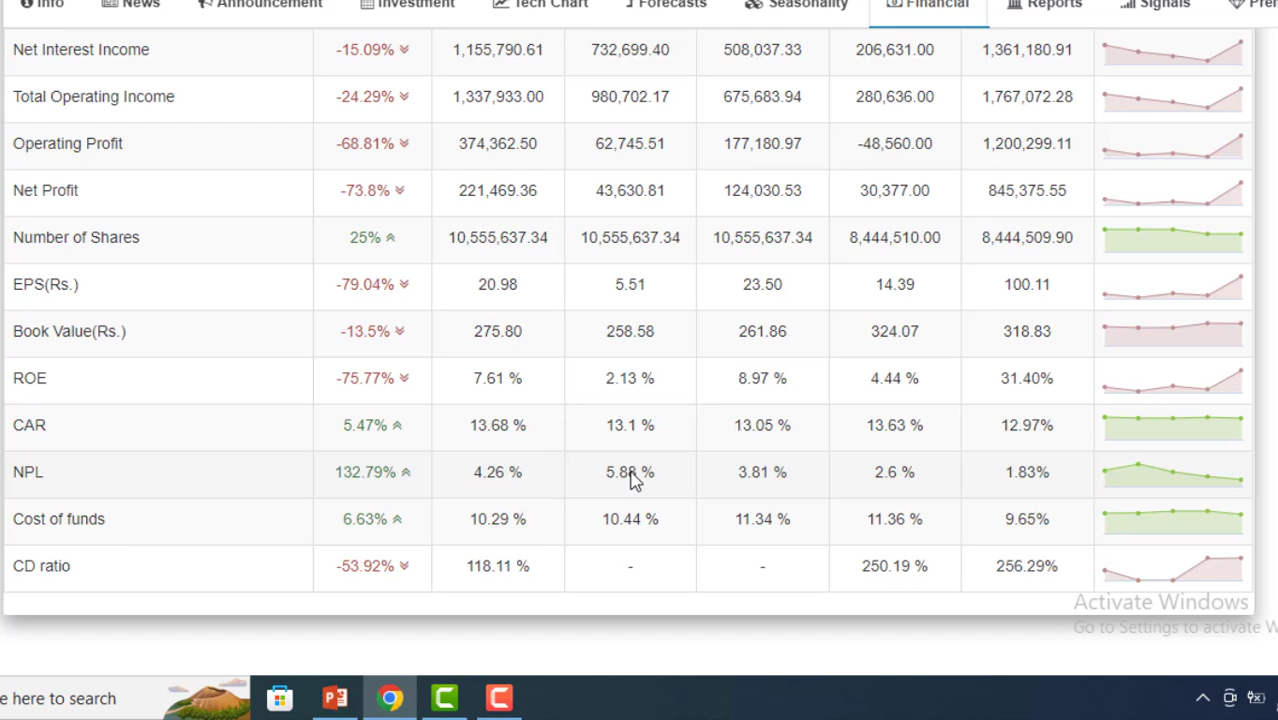 Info News Announcement Investment Tech Chart Forecasts Seasonality Financial Reports Signals
Net Interest Income -15.09% 1,155,790.61 732,699.40 508,037.33 206,631.00 1,361,180.91
Total Operating Income -24.29% 1,337,933.00 980,702.17 675,683.94 280,636.00 1,767,072.28
Operating Profit -68.81% 374,362.50 62,745.51 177,180.97 -48,560.00 1,200,299.11
Net Profit -73.8% 221,469.36 43,630.81 124,030.53 30,377.00 845,375.55
Number of Shares 25% 10,555,637.34 10,555,637.34 10,555,637.34 8,444,510.00 8,444,509.90
EPS(Rs.) -79.04% 20.98 5.51 23.50 14.39 100.11
Book Value(Rs.) -13.5% 275.80 258.58 261.86 324.07 318.83
ROE -75.77% 7.61 % 2.13 % 8.97 % 4.44 % 31.40%
CAR 5.47% 13.68 % 13.1 % 13.05 % 13.63 % 12.97%
NPL 132.79% 4.26 % 3.81 % 2.6 % 1.83%
Cost of funds 6.63% 10.29 % 10.44 % 11.34 % 11.36 % 9.65%
CD ratio -53.92% 118.11 % - - 250.19 % 256.29%
Activate Windows
Go to Settings to activate W
e here to search